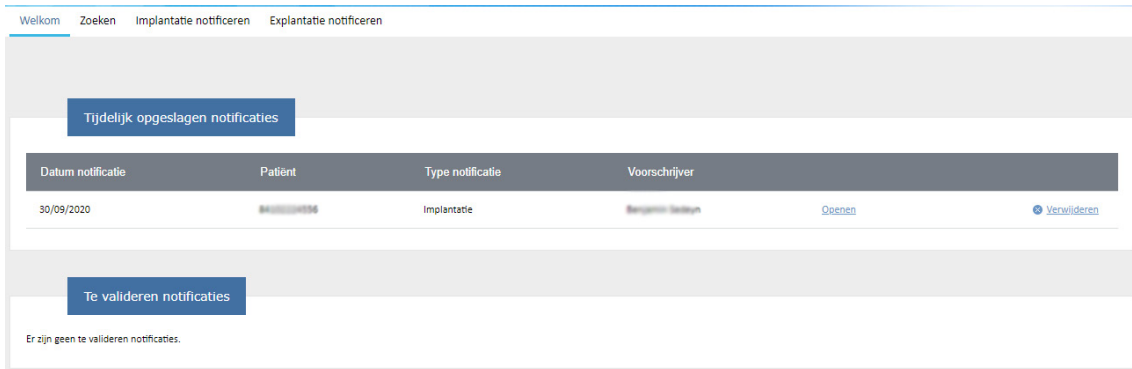 Welkom Zoeken Implantatie notificeren Explantatie notificeren
Tijdelijk opgeslagen notificaties
Datum notificatie Patiënt Type notificatie Voorschrijver
30/09/2020 Implantatie Openen Verwijderen
Te valideren notificaties
Er zijn geen te valideren notificaties.